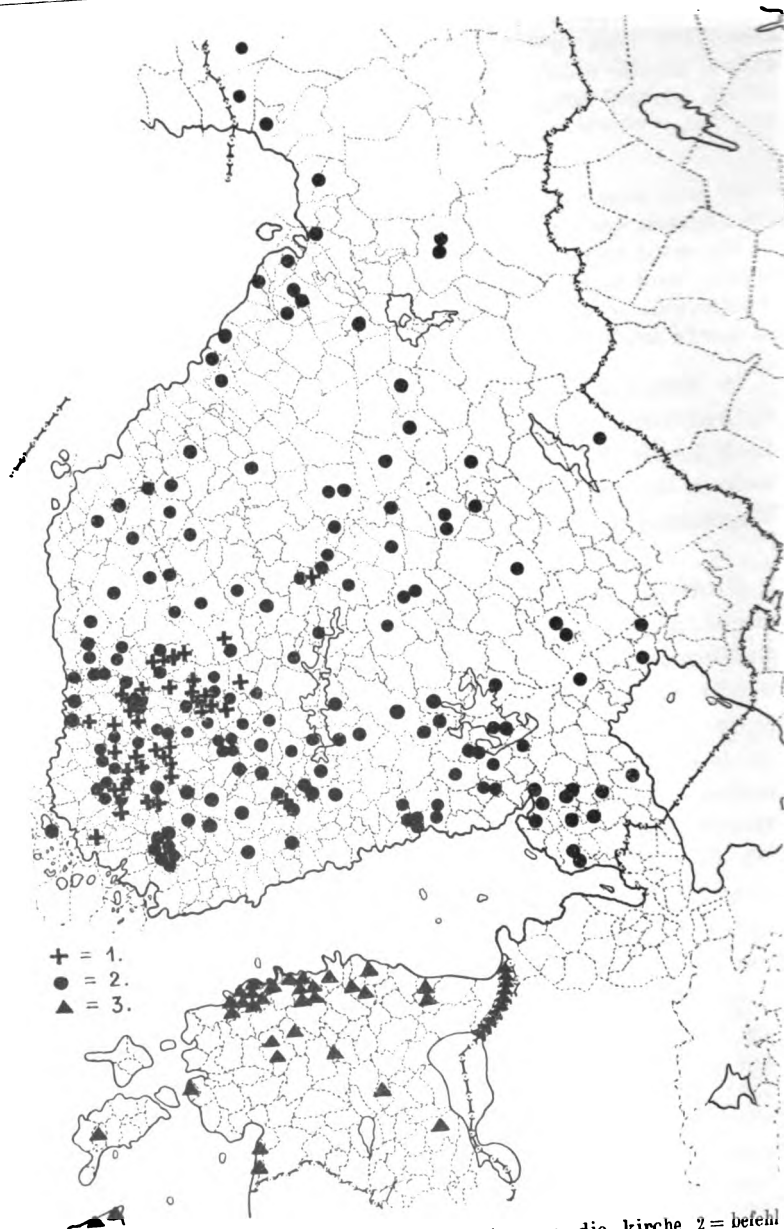 + = 1.
● = 2.
▲ = 3.
die kirche 2 = befehl